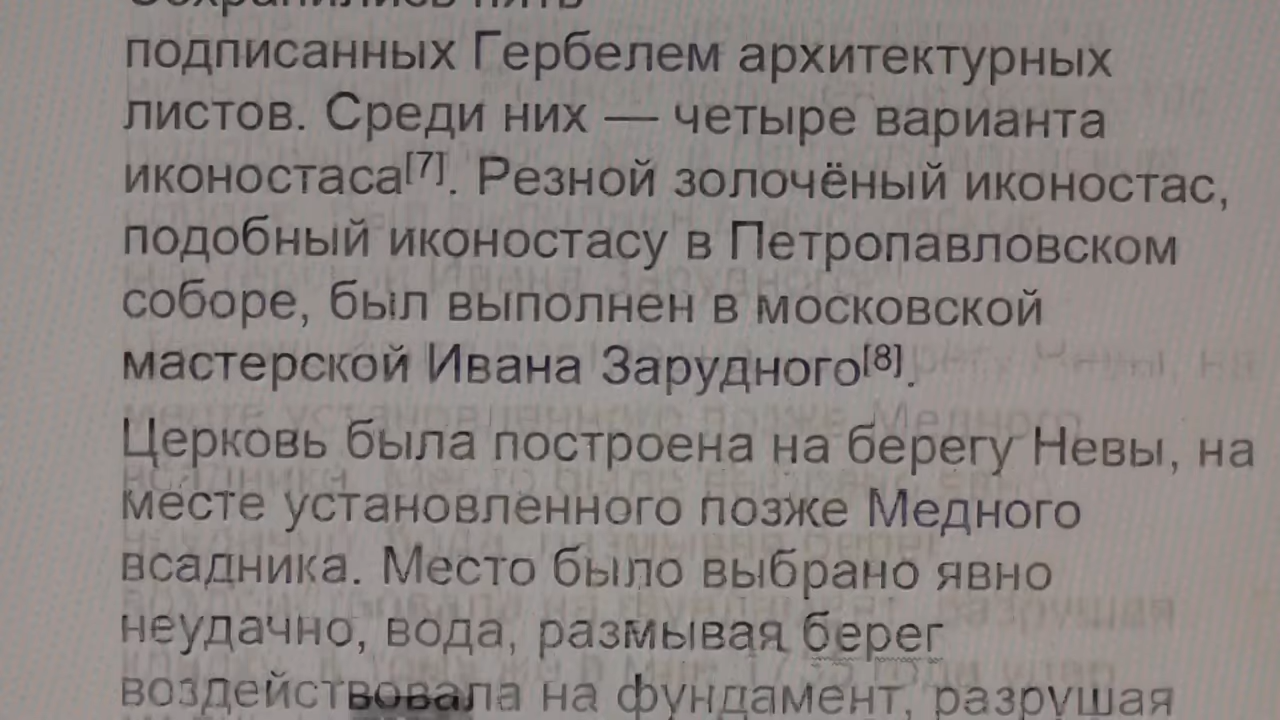 Сохранились пять
подписанных Гербелем архитектурных
листов. Среди них — четыре варианта
иконостаса[7]. Резной золочёный иконостас,
подобный иконостасу в Петропавловском
соборе, был выполнен в московской
мастерской Ивана Зарудного[8].
Церковь была построена на берегу Невы, на
месте установленного позже Медного
всадника. Место было выбрано явно
неудачно, вода, размывая берег
воздействовала на фундамент, разрушая